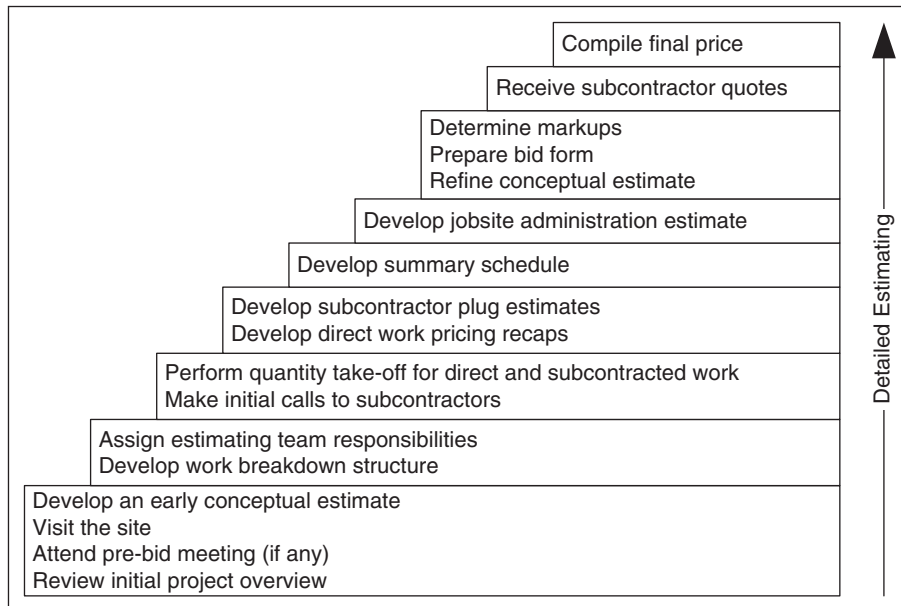 Compile final price
Receive subcontractor quotes
Determine markups
Prepare bid form
Refine conceptual estimate
Develop jobsite administration estimate
Develop summary schedule
Develop subcontractor plug estimates
Develop direct work pricing recaps
Perform quantity take-off for direct and subcontracted work
Make initial calls to subcontractors
Assign estimating team responsibilities
Develop work breakdown structure
Develop an early conceptual estimate
Visit the site
Attend pre-bid meeting (if any)
Review initial project overview
Detailed Estimating